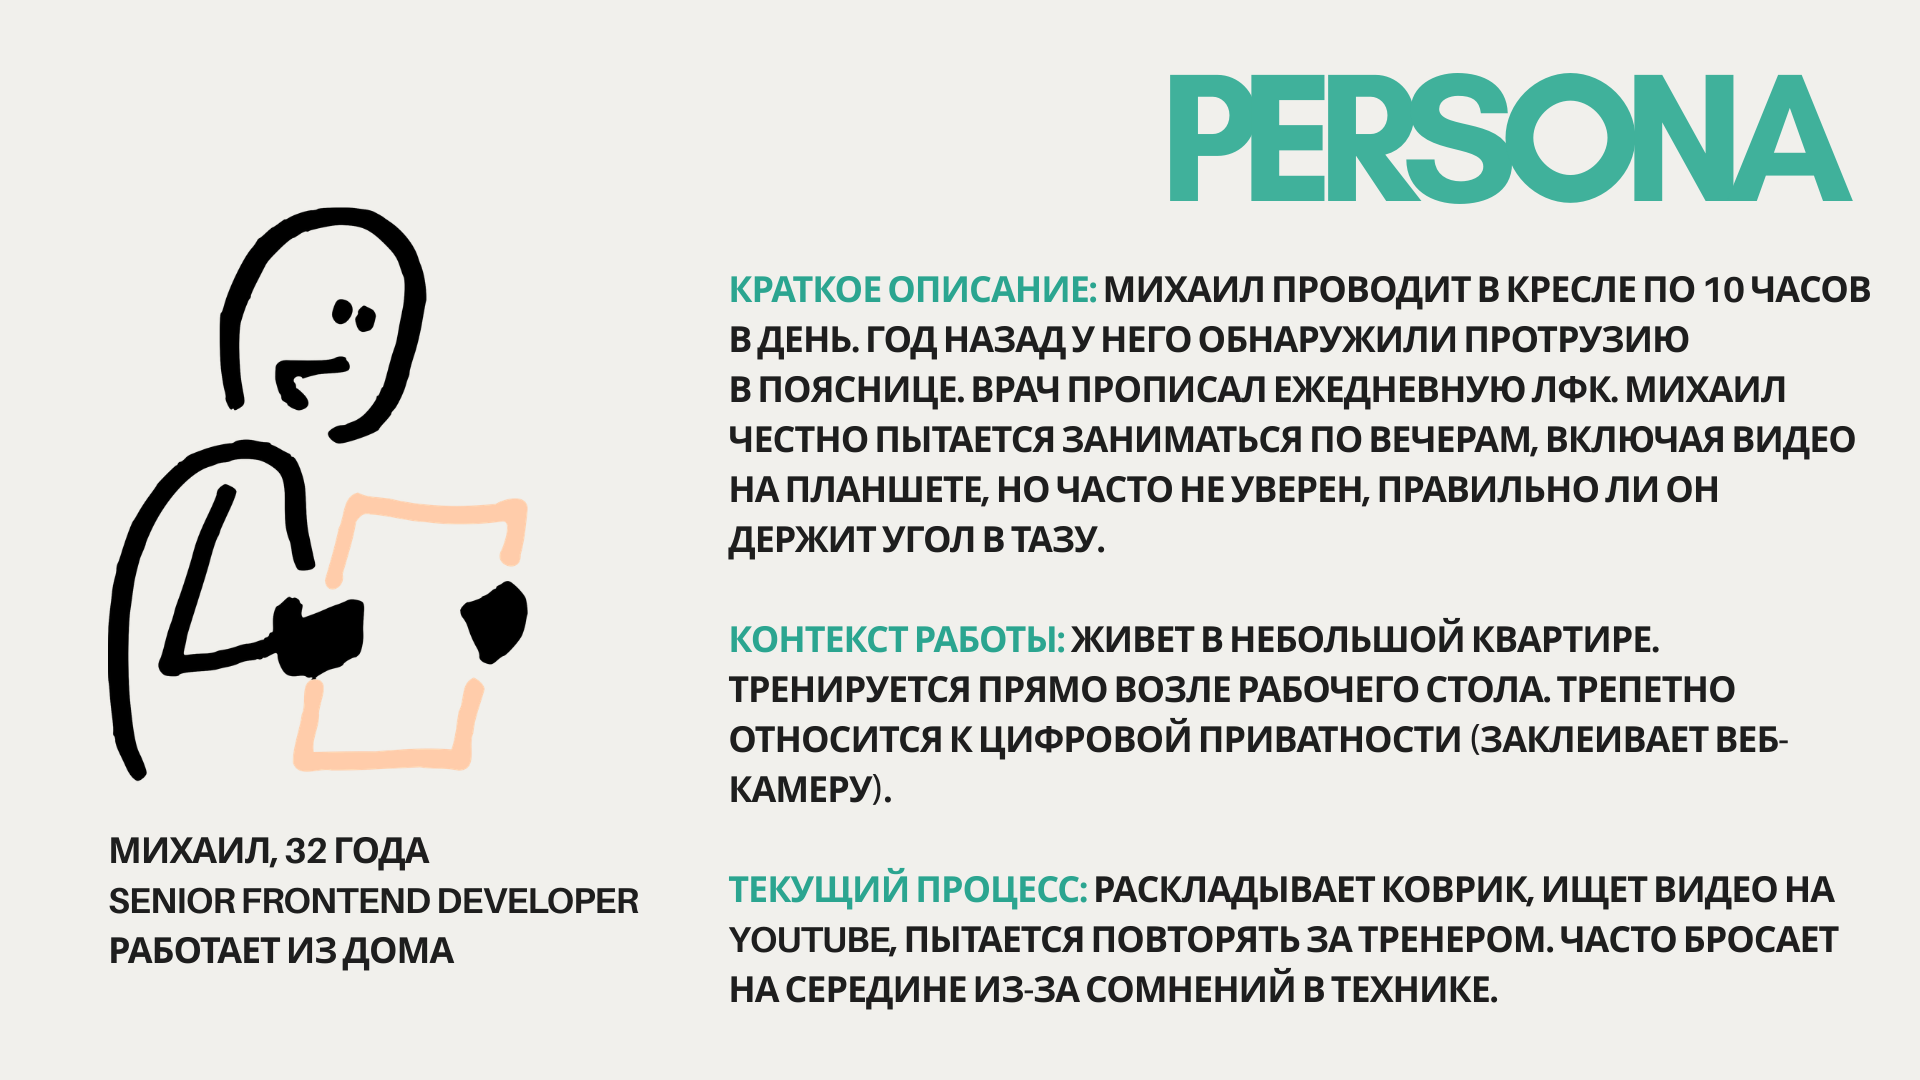 PERSONA
КРАТКОЕ ОПИСАНИЕ: МИХАИЛ ПРОВОДИТ В КРЕСЛЕ ПО 10 ЧАСОВ
В ДЕНЬ. ГОД НАЗАД У НЕГО ОБНАРУЖИЛИ ПРОТРУЗИЮ
В ПОЯСНИЦЕ. ВРАЧ ПРОПИСАЛ ЕЖЕДНЕВНУЮ ЛФК. МИХАИЛ
ЧЕСТНО ПЫТАЕТСЯ ЗАНИМАТЬСЯ ПО ВЕЧЕРАМ, ВКЛЮЧАЯ ВИДЕО
НА ПЛАНШЕТЕ, НО ЧАСТО НЕ УВЕРЕН, ПРАВИЛЬНО ЛИ ОН
ДЕРЖИТ УГОЛ В ТАЗУ.
КОНТЕКСТ РАБОТЫ: ЖИВЕТ В НЕБОЛЬШОЙ КВАРТИРЕ.
ТРЕНИРУЕТСЯ ПРЯМО ВОЗЛЕ РАБОЧЕГО СТОЛА. ТРЕПЕТНО
ОТНОСИТСЯ К ЦИФРОВОЙ ПРИВАТНОСТИ (ЗАКЛЕИВАЕТ ВЕБ-
КАМЕРУ).
ТЕКУЩИЙ ПРОЦЕСС: РАСКЛАДЫВАЕТ КОВРИК, ИЩЕТ ВИДЕО НА
YOUTUBE, ПЫТАЕТСЯ ПОВТОРЯТЬ ЗА ТРЕНЕРОМ. ЧАСТО БРОСАЕТ
НА СЕРЕДИНЕ ИЗ-ЗА СОМНЕНИЙ В ТЕХНИКЕ.
МИХАИЛ, 32 ГОДА
SENIOR FRONTEND DEVELOPER
РАБОТАЕТ ИЗ ДОМА